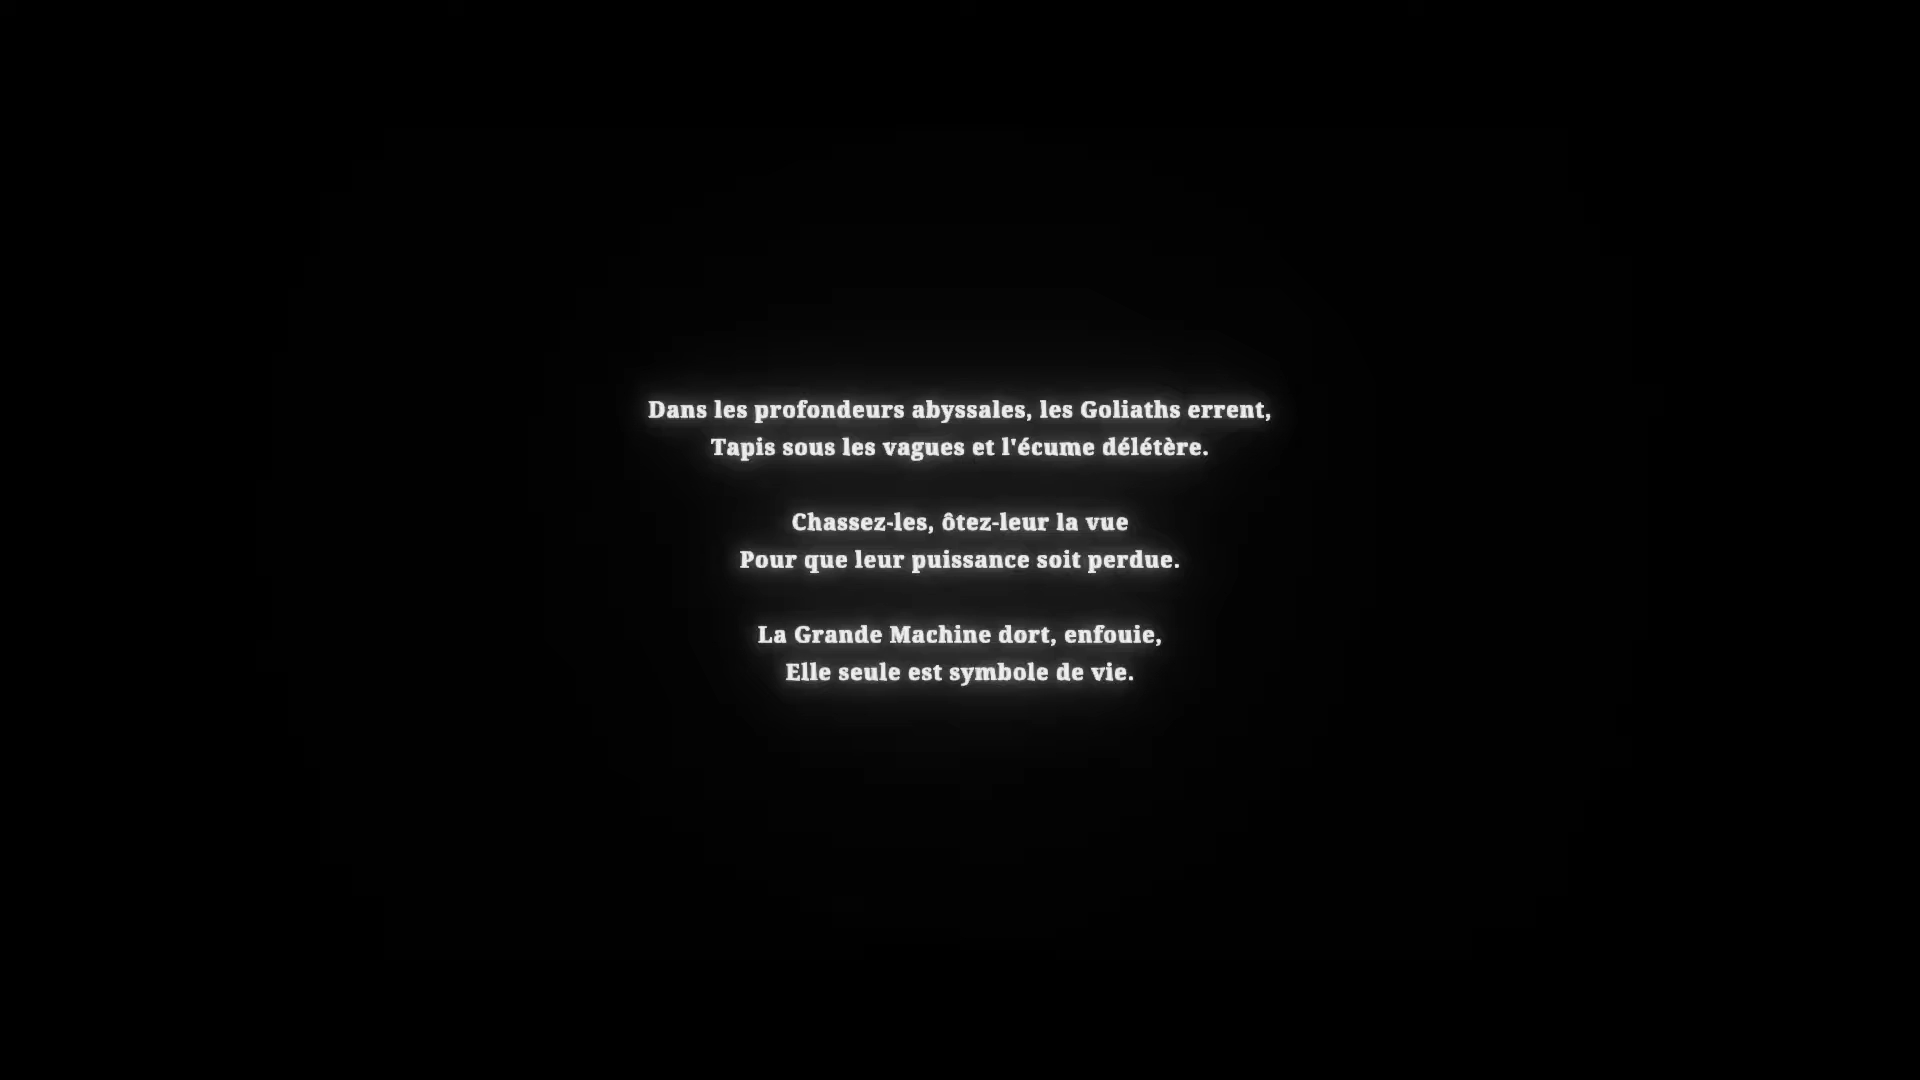 Dans les profondeurs abyssales, les Goliaths errent,
Tapis sous les vagues et l'écume délétère.
Chassez-les, ôtez-leur la vue
Pour que leur puissance soit perdue.
La Grande Machine dort, enfouie,
Elle seule est symbole de vie.